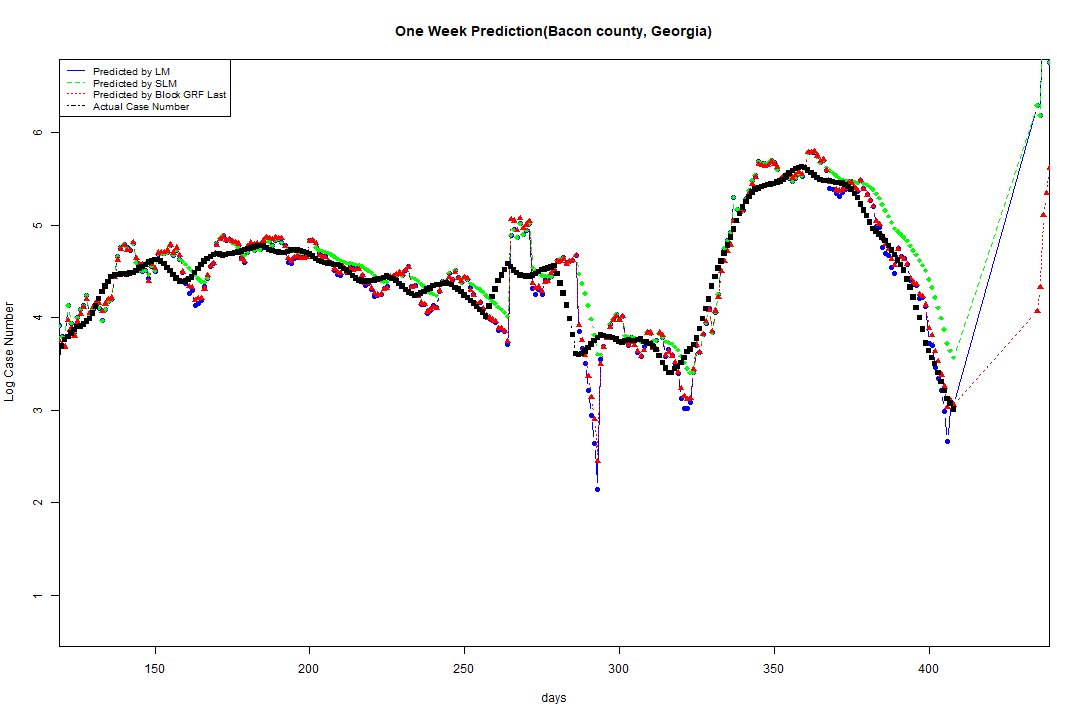 One Week Prediction(Bacon county, Georgia)
Predicted by LM
Predicted by SLM
Predicted by Block GRF Last
Actual Case Number
Log Case Number
6
5
4
3
2
1
150 200 250 300 350 400
days